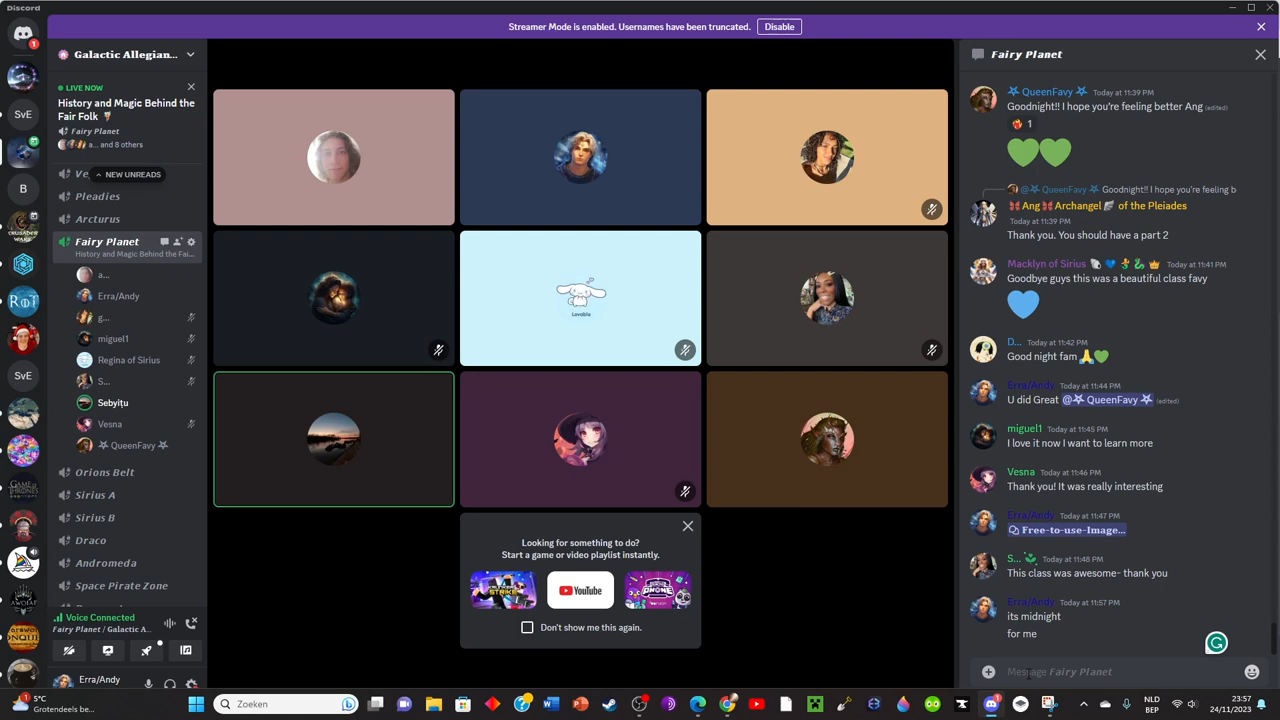 Discord
Streamer Mode is enabled. Usernames have been truncated.
Disable
Galactic Allegian...
LIVE NOW
History and Magic Behind the
Fair Folk
Fairy Planet
a... and 8 others
NEW UNREADS
Pleadies
Arcturus
Fairy Planet
History and Magic Behind the Fai...
a...
Erra/Andy
g...
miguel1
Regina of Sirius
S...
Sebyițu
Vesna
QueenFavy
Orions Belt
Sirius A
Sirius B
Draco
Andromeda
Space Pirate Zone
Voice Connected
Fairy Planet / Galactic A...
Erra/Andy
SvE
B
RoT
SvE
Lovable
Looking for something to do?
Start a game or video playlist instantly.
YouTube
Don't show me this again.
Fairy Planet
QueenFavy Today at 11:39 PM
Goodnight!! I hope you're feeling better Ang (edited)
1
@ QueenFavy Goodnight!! I hope you're feeling b
Ang Archangel of the Pleiades
Today at 11:39 PM
Thank you. You should have a part 2
Macklyn of Sirius Today at 11:41 PM
Goodbye guys this was a beautiful class favy
D... Today at 11:42 PM
Good night fam
Erra/Andy Today at 11:44 PM
U did Great @ QueenFavy (edited)
miguel1 Today at 11:45 PM
I love it now I want to learn more
Vesna Today at 11:46 PM
Thank you! It was really interesting
Erra/Andy Today at 11:47 PM
Free-to-use-Image...
S... Today at 11:48 PM
This class was awesome- thank you
Erra/Andy Today at 11:57 PM
its midnight
for me
Message Fairy Planet
5°C
Grotendeels be...
Zoeken
NLD
BEP
23:57
24/11/2023